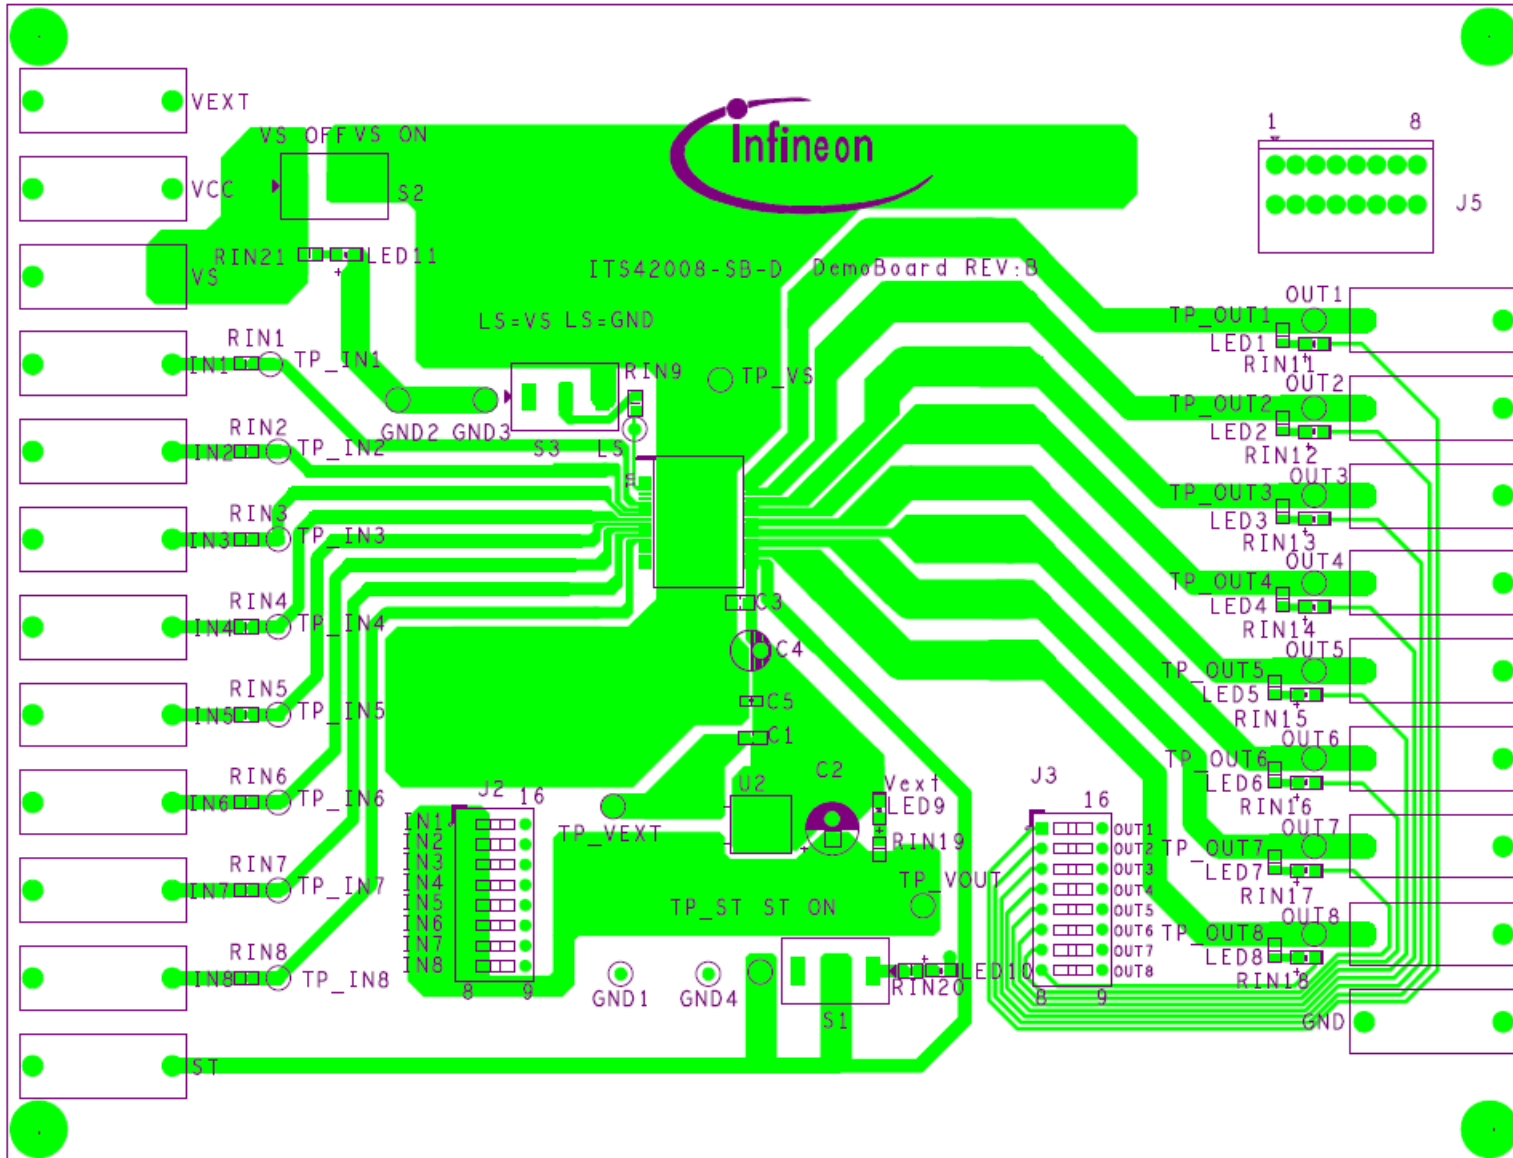 1 8
VEXT
VS OFF VS ON
Infineon
VCC
S2
J5
RIN21 LED11
VS
ITS42008-SB-D DemoBoard REV:B
LS=VS LS=GND
OUT1
TP_OUT1
LED1
RIN11
RIN1
IN1 TP_IN1
RIN9
TP_VS
GND2 GND3
S3 LS
OUT2
TP_OUT2
LED2
RIN12
RIN2
IN2 TP_IN2
OUT3
TP_OUT3
LED3
RIN13
RIN3
IN3 TP_IN3
OUT4
TP_OUT4
LED4
RIN14
RIN4
IN4 TP_IN4
C3
C4
OUT5
TP_OUT5
LED5
RIN15
RIN5
IN5 TP_IN5
C5
C1
OUT6
TP_OUT6
LED6
RIN16
RIN6
IN6 TP_IN6
J2 16
IN1
IN2
IN3
IN4
IN5
IN6
IN7
IN8
8 9
TP_VEXT
U2
C2
Vext
LED9
RIN19
J3
16
OUT1
OUT2
OUT3
OUT4
OUT5
OUT6
OUT7
OUT8
8 9
OUT7
TP_OUT7
LED7
RIN17
RIN7
IN7 TP_IN7
TP_VOUT
TP_ST ST ON
OUT8
TP_OUT8
LED8
RIN18
RIN8
IN8 TP_IN8
GND1 GND4
LED10
RIN20
S1
GND
ST